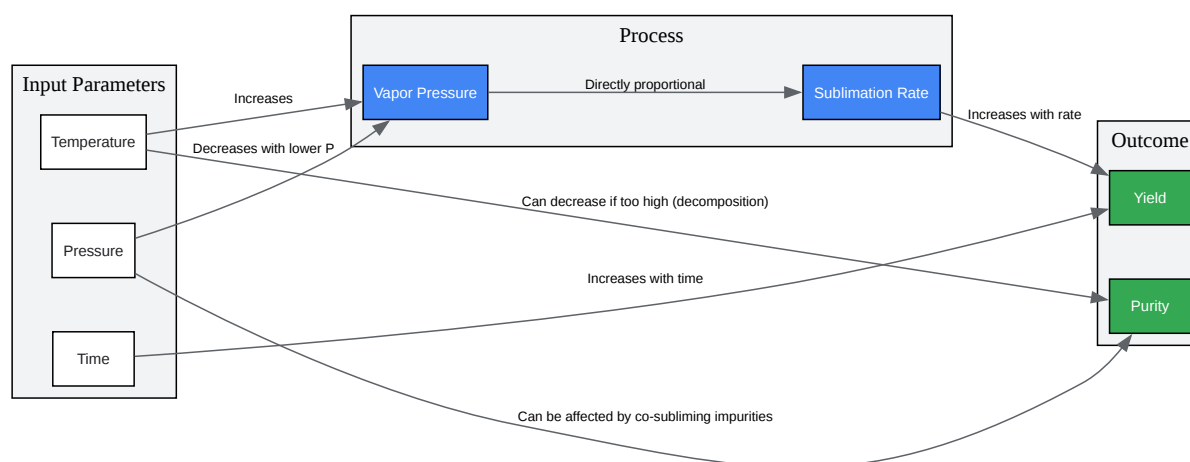 Process
Input Parameters
Vapor Pressure
Directly proportional
Sublimation Rate
Increases
Increases with rate
Temperature
Decreases with lower P
Outcome
Can decrease if too high (decomposition)
Yield
Pressure
Increases with time
Purity
Time
Can be affected by co-subliming impurities